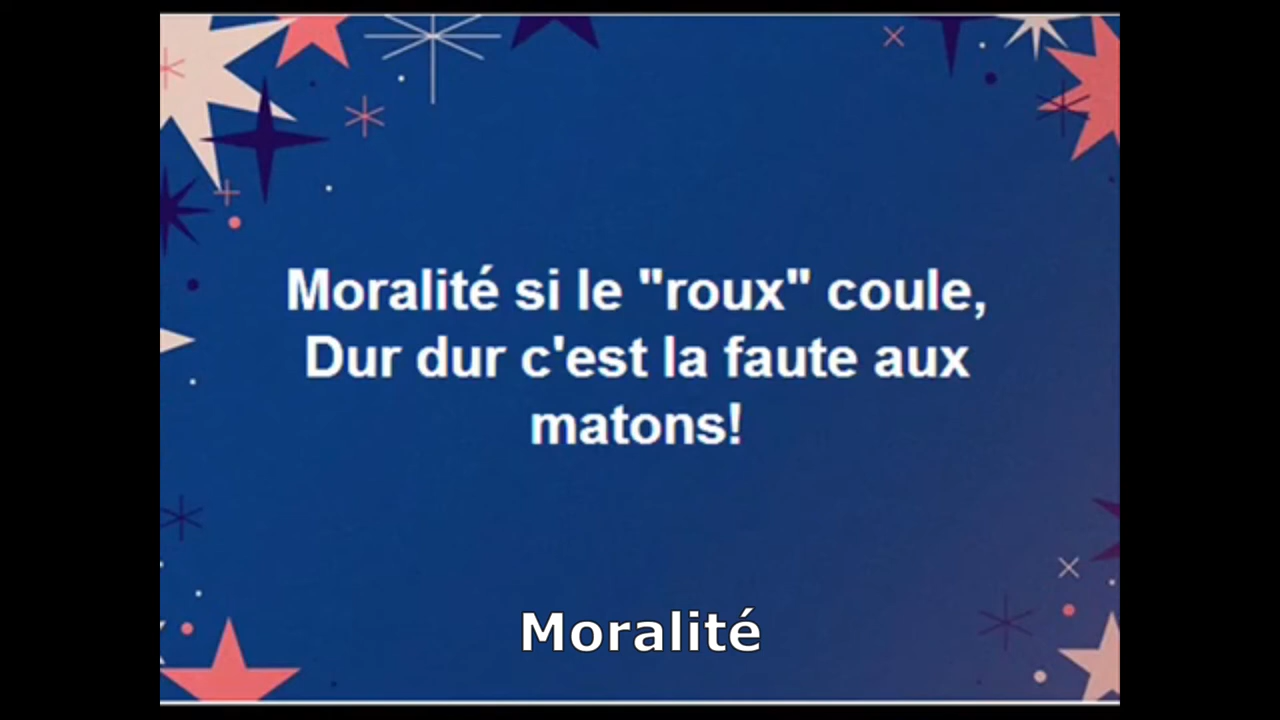 Moralité si le "roux" coule,
Dur dur c'est la faute aux
matons!
Moralité